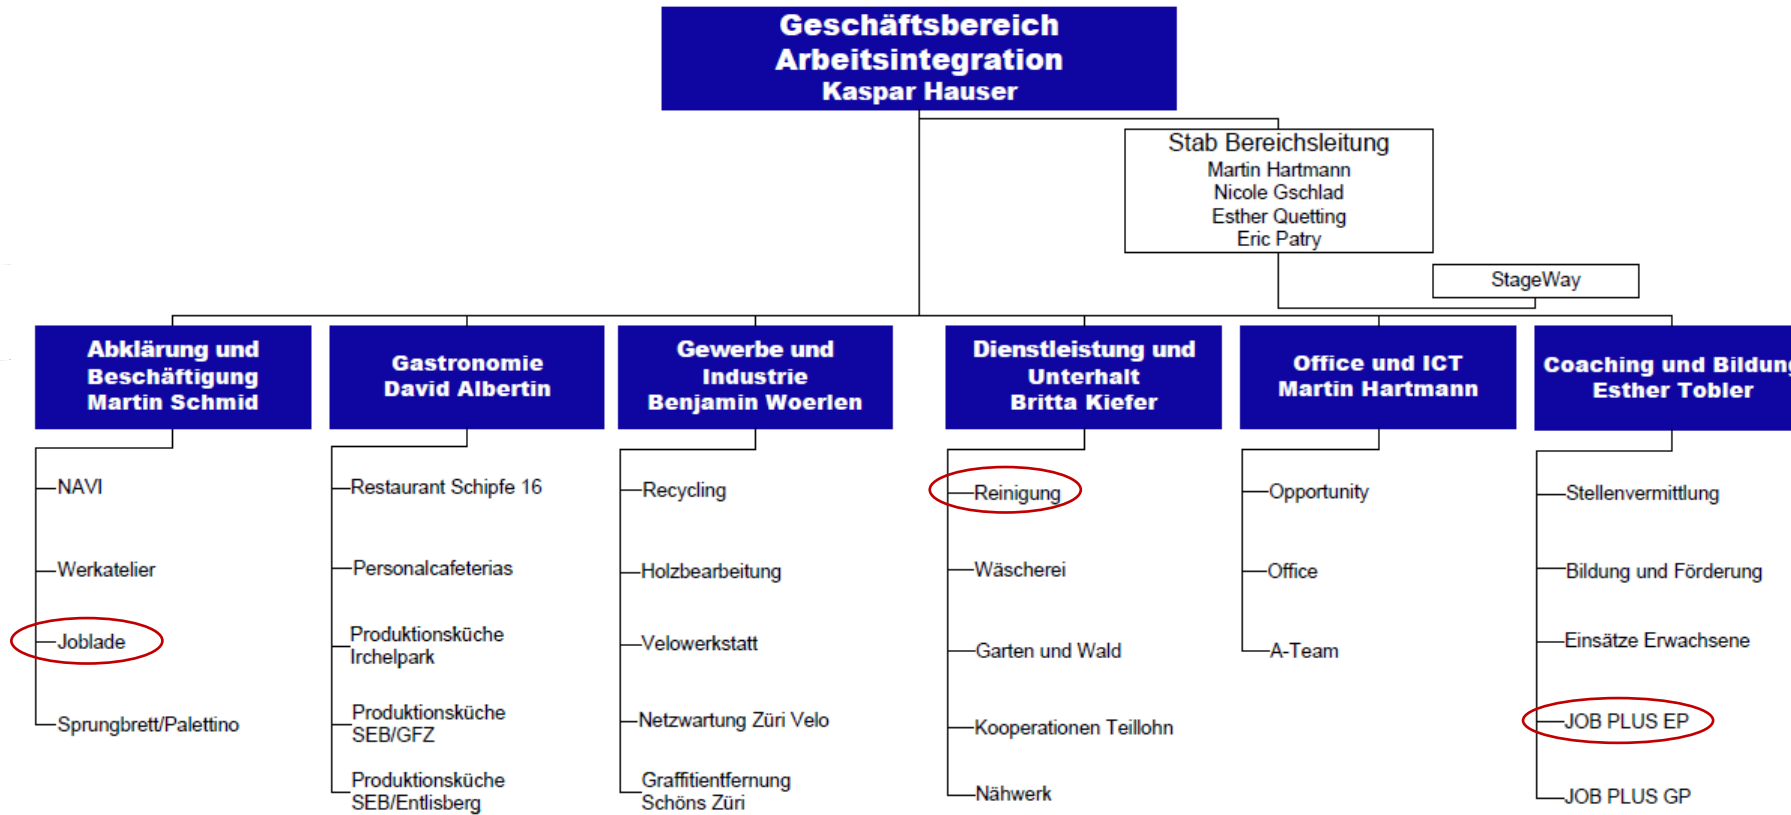 Geschäftsbereich
Arbeitsintegration
Kaspar Hauser
Stab Bereichsleitung
Martin Hartmann
Nicole Gschlad
Esther Quetting
Eric Patry
StageWay
Abklärung und
Beschäftigung
Martin Schmid
NAVI
Werkatelier
Joblade
Sprungbrett/Palettino
Gastronomie
David Albertin
Restaurant Schipfe 16
Personalcafeterias
Produktionsküche
Irchelpark
Produktionsküche
SEB/GFZ
Produktionsküche
SEB/Entlisberg
Gewerbe und
Industrie
Benjamin Woerlen
Recycling
Holzbearbeitung
Velowerkstatt
Netzwartung Züri Velo
Graffitientfernung
Schöns Züri
Dienstleistung und
Unterhalt
Britta Kiefer
Reinigung
Wäscherei
Garten und Wald
Kooperationen Teillohn
Nähwerk
Office und ICT
Martin Hartmann
Opportunity
Office
A-Team
Coaching und Bildung
Esther Tobler
Stellenvermittlung
Bildung und Förderung
Einsätze Erwachsene
JOB PLUS EP
JOB PLUS GP